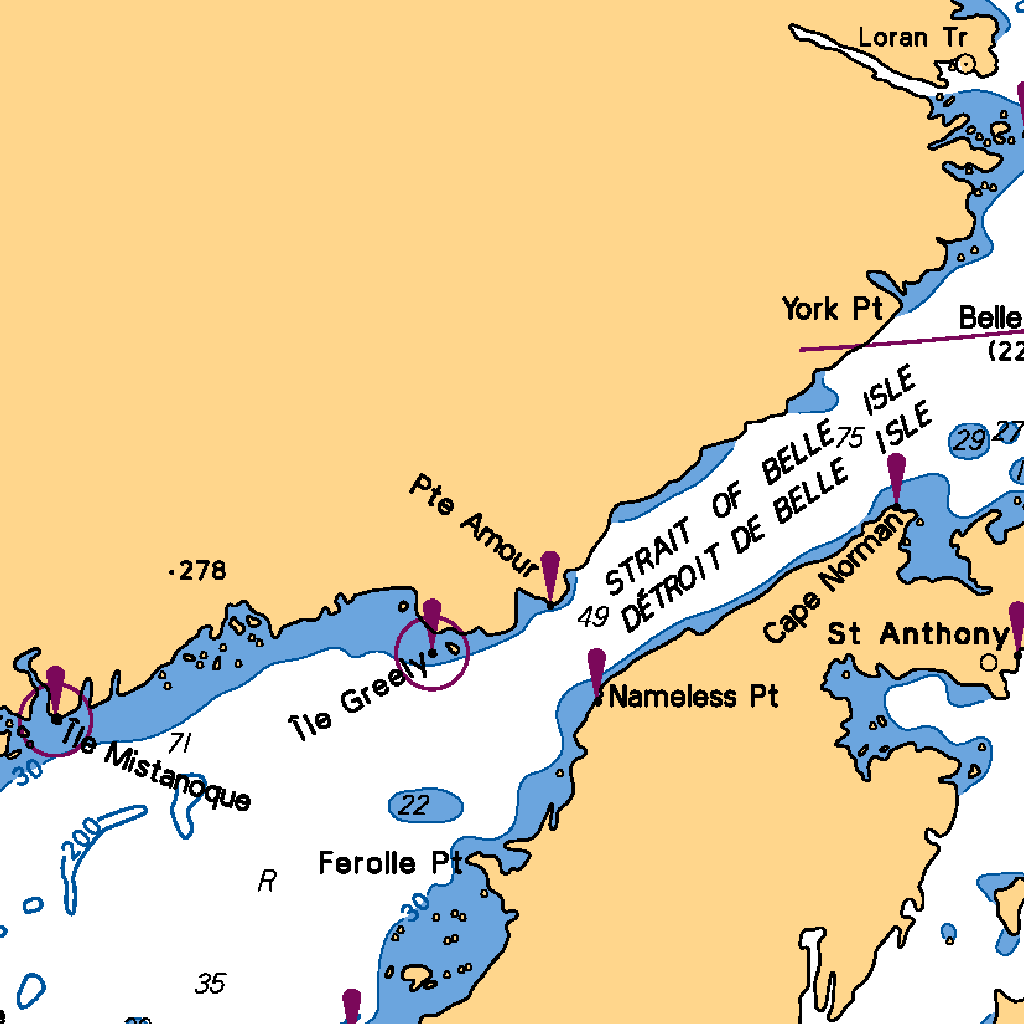 Loran Tr
York Pt
Belle
(22
STRAIT OF BELLE ISLE
DÉTROIT DE BELLE ISLE
75
29
27
Pte Amour
278
49
Cape Norman
St Anthony
Île Greely
Nameless Pt
Île Mistanoque
71
30
22
200
Ferolle Pt
R
30
35